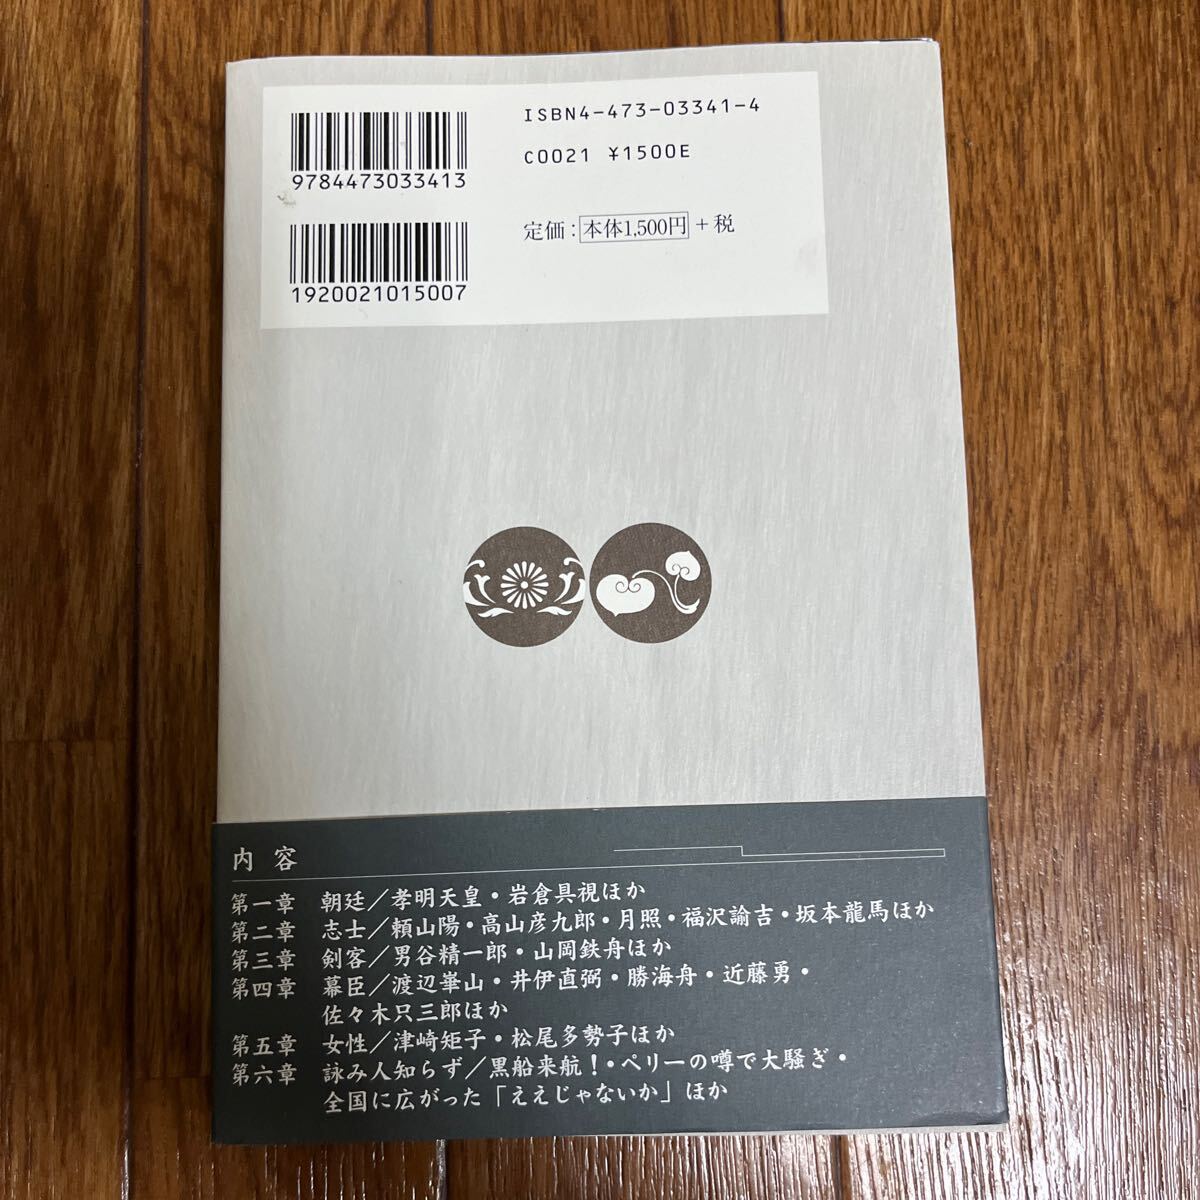 ISBN4-473-03341-4
C0021 ¥1500E
9784473033413
定価：本体1,500円＋税
1920021015007
内容
第一章 朝廷／孝明天皇・岩倉具視ほか
第二章 志士／頼山陽・高山彦九郎・月照・福沢諭吉・坂本龍馬ほか
第三章 剣客／男谷精一郎・山岡鉄舟ほか
第四章 幕臣／渡辺崋山・井伊直弼・勝海舟・近藤勇・
佐々木只三郎ほか
第五章 女性／津崎矩子・松尾多勢子ほか
第六章 詠み人知らず／黒船来航！・ペリーの噂で大騒ぎ・
全国に広がった「ええじゃないか」ほか